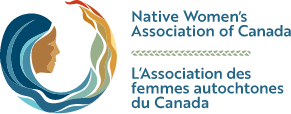 Native Women's
Association of Canada
L'Association des
femmes autochtones
du Canada